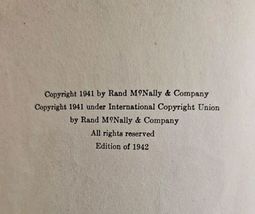 Copyright 1941 by Rand MᶜNally & Company
Copyright 1941 under International Copyright Union
by Rand MᶜNally & Company
All rights reserved
Edition of 1942